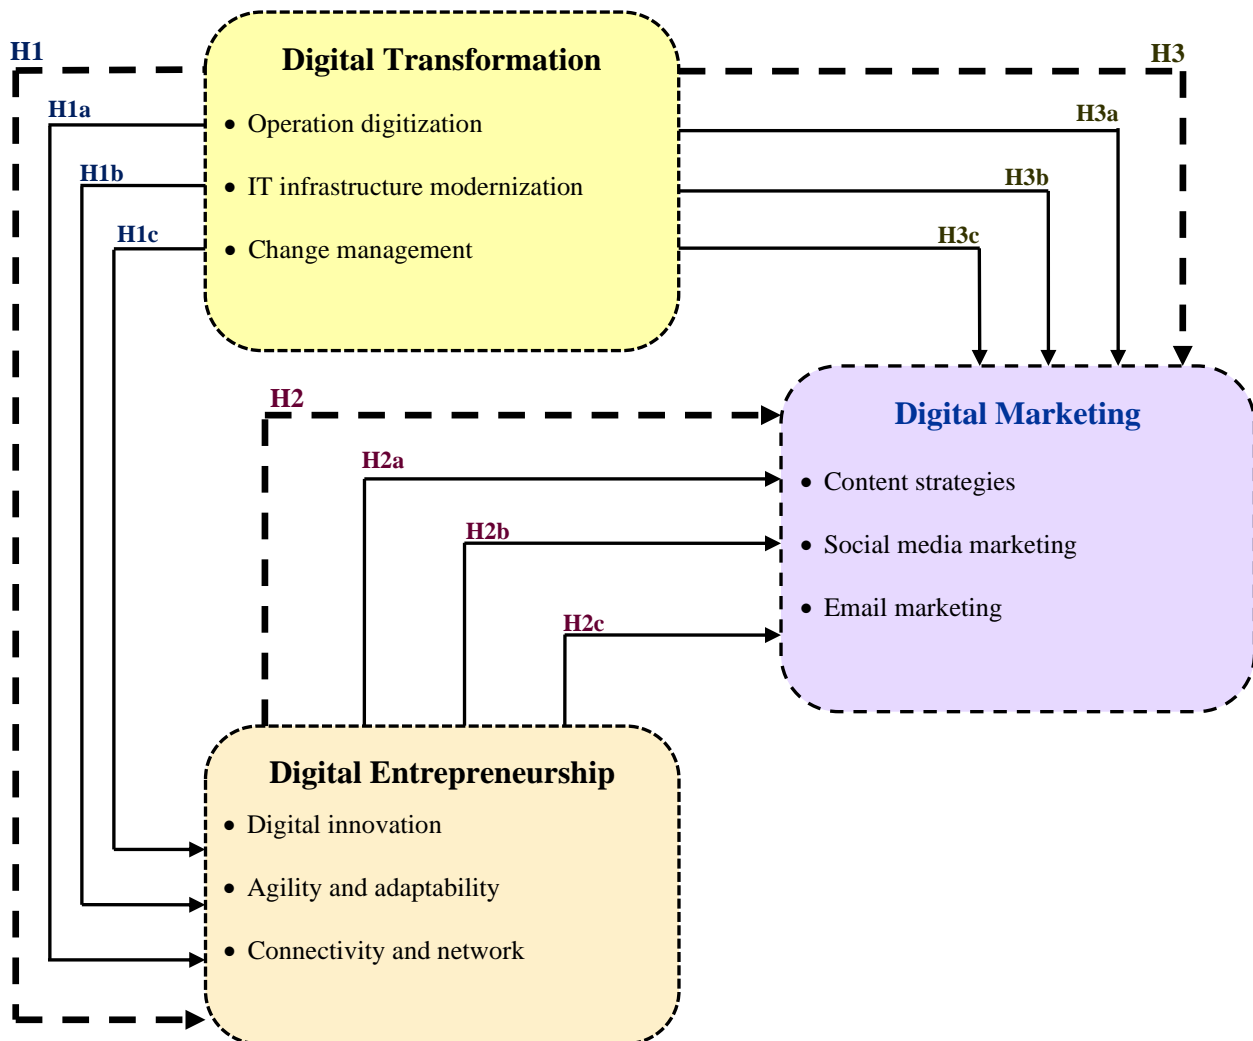 H1
Digital Transformation
H3
H1a
• Operation digitization
H3a
H1b
• IT infrastructure modernization
H3b
H1c
• Change management
H3c
H2
Digital Marketing
H2a
• Content strategies
H2b
• Social media marketing
• Email marketing
H2c
Digital Entrepreneurship
• Digital innovation
• Agility and adaptability
• Connectivity and network